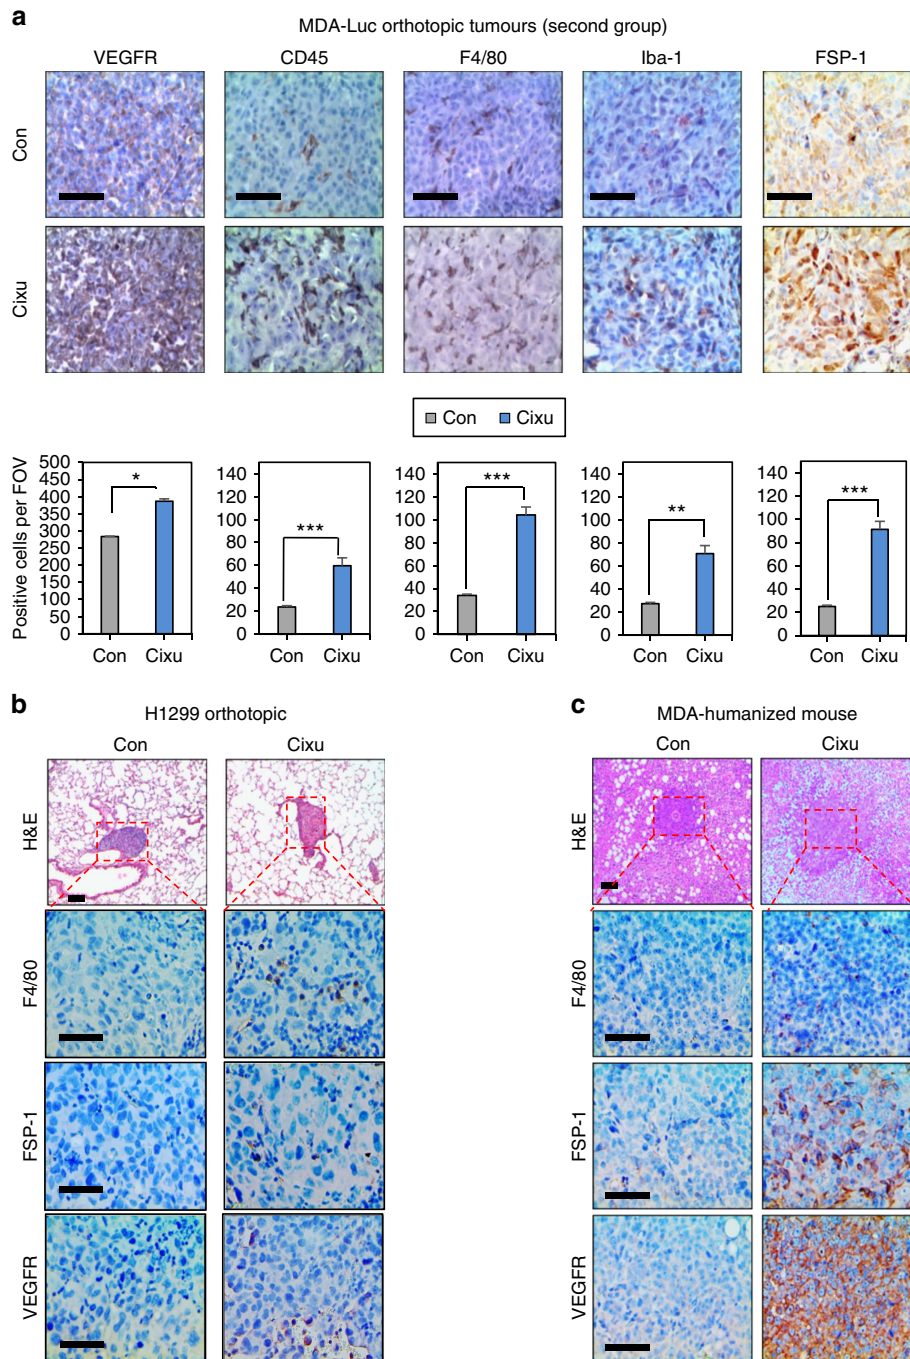 a
MDA-Luc orthotopic tumours (second group)
VEGFR CD45 F4/80 Iba-1 FSP-1
Con
Cixu
Con Cixu
Positive cells per FOV
500
450
400
350
300
250
200
150
100
50
0
*
Con Cixu
140
120
100
80
60
40
20
0
***
Con Cixu
140
120
100
80
60
40
20
0
***
Con Cixu
140
120
100
80
60
40
20
0
**
Con Cixu
140
120
100
80
60
40
20
0
***
Con Cixu
b
H1299 orthotopic
Con Cixu
H&E
F4/80
FSP-1
VEGFR
c
MDA-humanized mouse
Con Cixu
H&E
F4/80
FSP-1
VEGFR